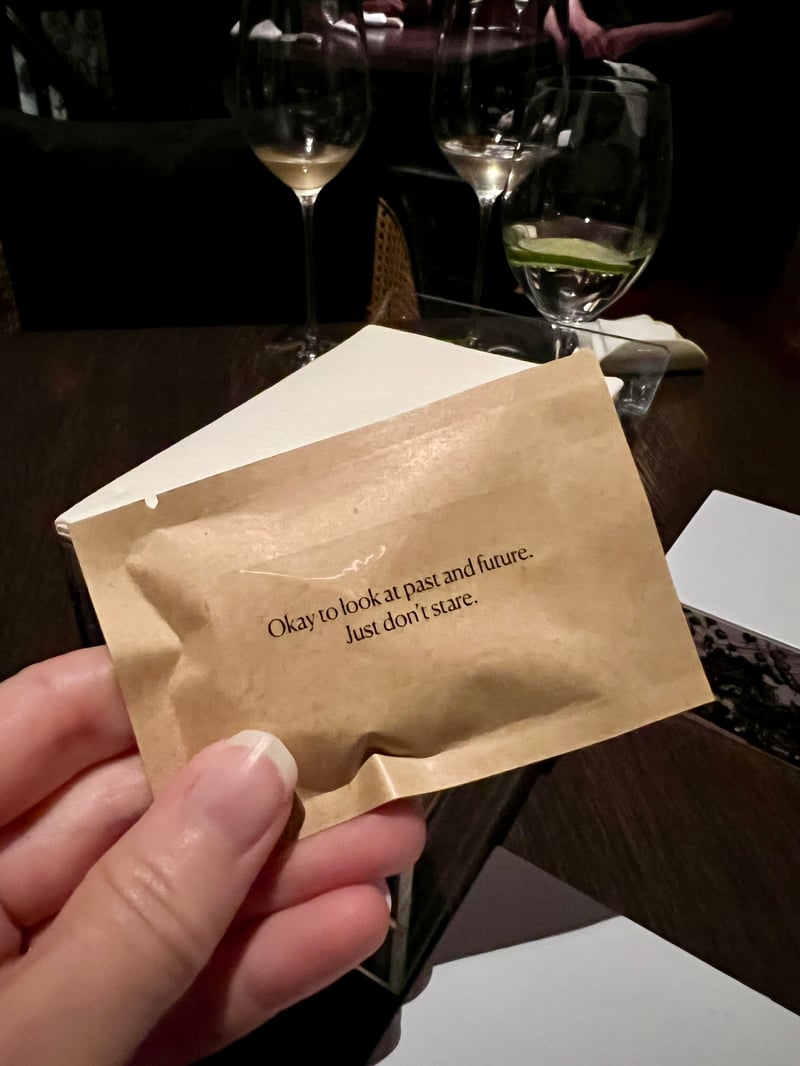 Okay to look at past and future.
Just don't stare.